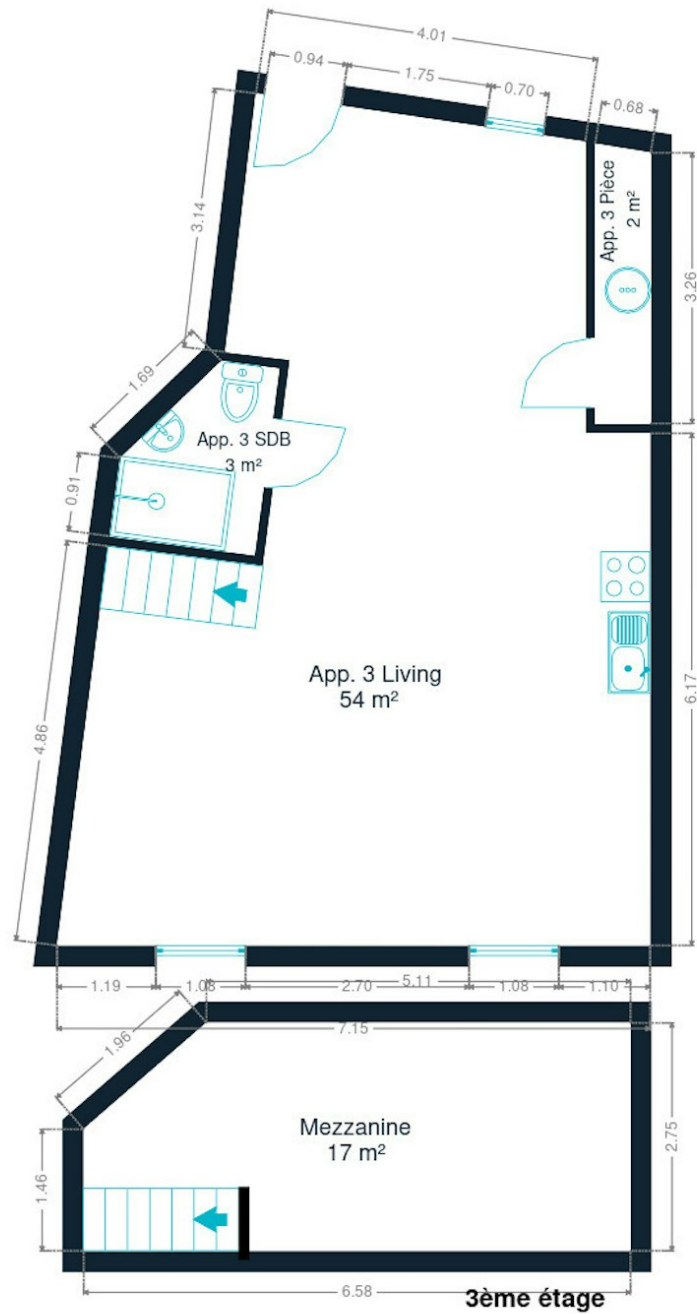 4.01
0.94
1.75
0.70
0.68
3.14
App. 3 Pièce
2 m²
3.26
1.69
App. 3 SDB
3 m²
0.91
App. 3 Living
54 m²
4.86
6.17
1.19
1.08
2.70
5.11
1.08
1.10
7.15
1.96
Mezzanine
17 m²
2.75
1.46
6.58
3ème étage